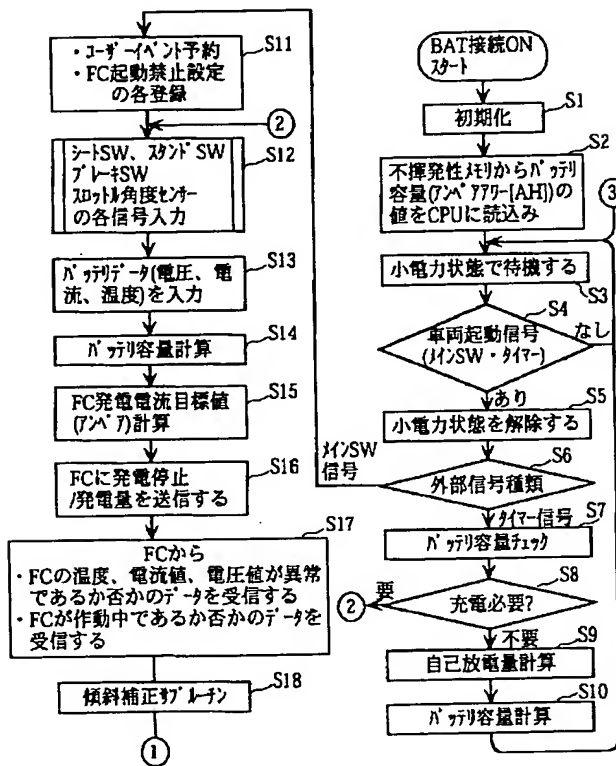 BAT接続ON
スタート
S1
初期化
S2
不揮発性メモリからバッテリ
容量(アンペアアワー[AH])の
値をCPUに読込み
3
小電力状態で待機する
S3
S4
車両起動信号
(メインSW・タイマー)
なし
あり
S5
小電力状態を解除する
メインSW
信号
S6
外部信号種類
タイマー信号
S7
バッテリ容量チェック
S8
充電必要?
要
2
不要
S9
自己放電量計算
S10
バッテリ容量計算
S11
・ユーザーイベント予約
・FC起動禁止設定
の各登録
2
S12
シートSW、スタンドSW
ブレーキSW
スロットル角度センサー
の各信号入力
S13
バッテリデータ(電圧、電
流、温度)を入力
S14
バッテリ容量計算
S15
FC発電電流目標値
(アンペア)計算
S16
FCに発電停止
/発電量を送信する
S17
FCから
・FCの温度、電流値、電圧値が異常
であるか否かのデータを受信する
・FCが作動中であるか否かのデータを
受信する
S18
傾斜補正サブルーチン
1